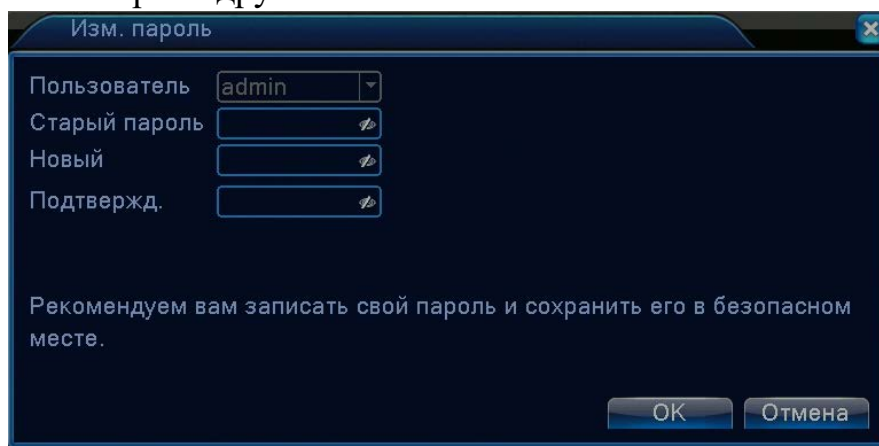 Изм. пароль
Пользователь admin
Старый пароль
Новый
Подтвержд.
Рекомендуем вам записать свой пароль и сохранить его в безопасном
месте.
OK Отмена